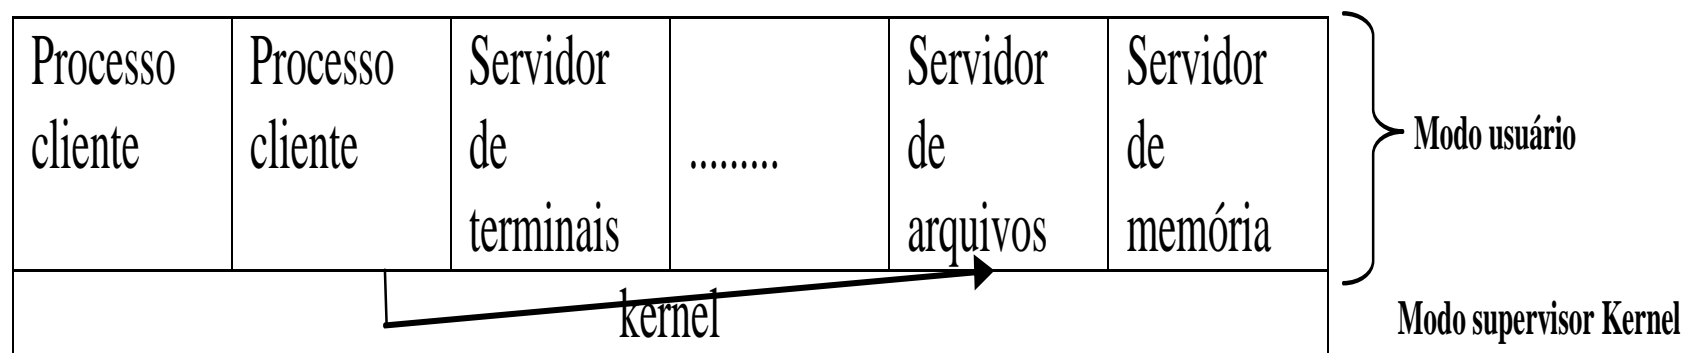 Processo
cliente
Processo
cliente
Servidor
de
terminais
.........
Servidor
de
arquivos
Servidor
de
memória
Modo usuário
kernel
Modo supervisor Kernel